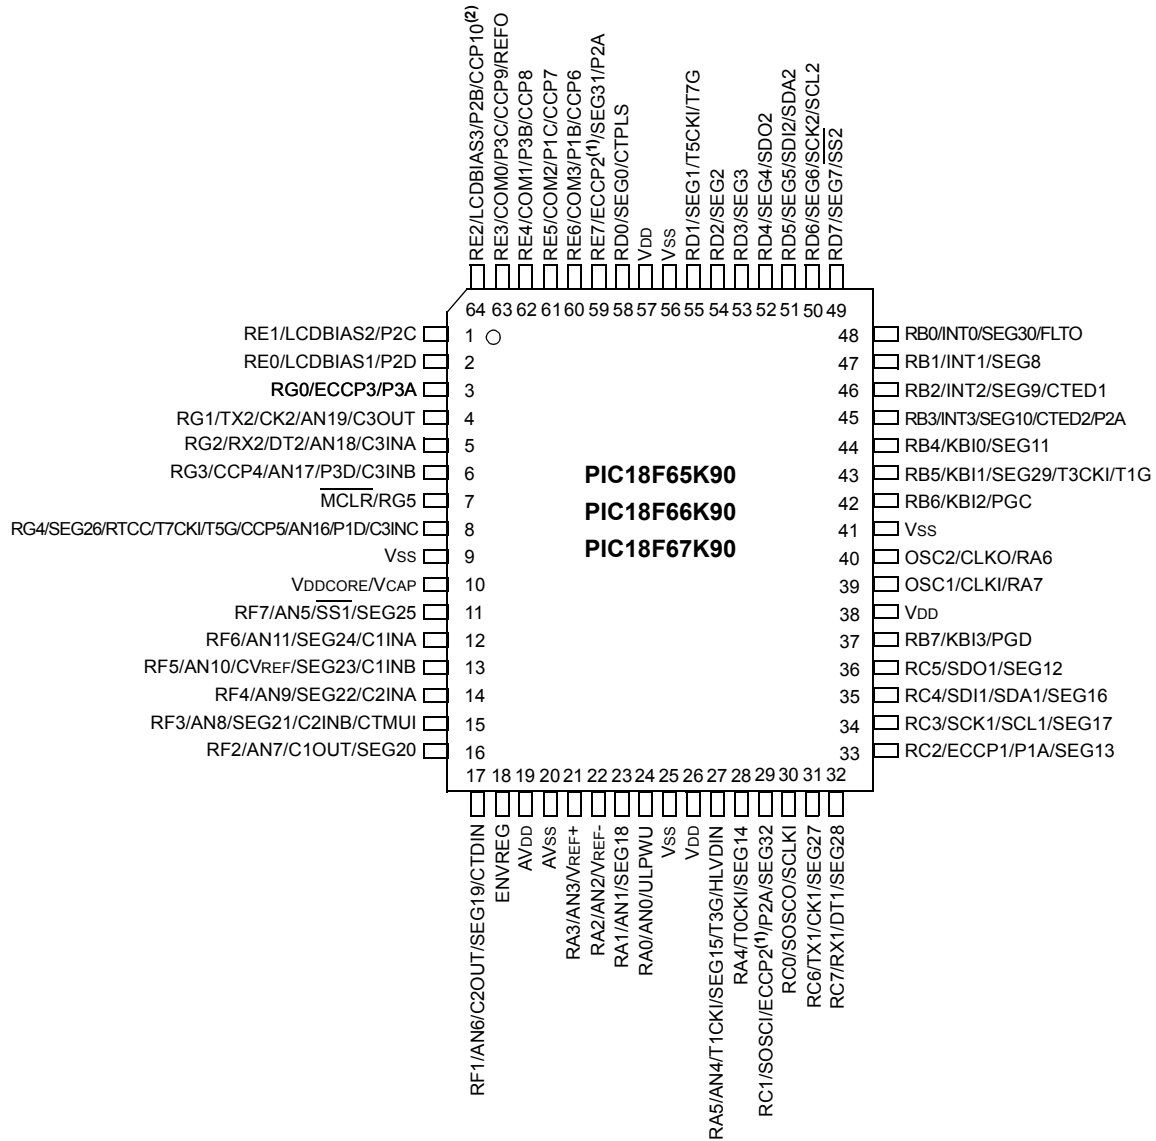 RE2/LCDBIAS3/P2B/CCP10(2)
RE3/COM0/P3C/CCP9/REFO
RE4/COM1/P3B/CCP8
RE5/COM2/P1C/CCP7
RE6/COM3/P1B/CCP6
RE7/ECCP2(1)/SEG31/P2A
RD0/SEG0/CTPLS
VDD
VSS
RD1/SEG1/T5CKI/T7G
RD2/SEG2
RD3/SEG3
RD4/SEG4/SDO2
RD5/SEG5/SDI2/SDA2
RD6/SEG6/SCK2/SCL2
RD7/SEG7/SS2
64 63 62 61 60 59 58 57 56 55 54 53 52 51 50 49
RE1/LCDBIAS2/P2C 1
RE0/LCDBIAS1/P2D 2
RG0/ECCP3/P3A 3
RG1/TX2/CK2/AN19/C3OUT 4
RG2/RX2/DT2/AN18/C3INA 5
RG3/CCP4/AN17/P3D/C3INB 6
MCLR/RG5 7
RG4/SEG26/RTCC/T7CKI/T5G/CCP5/AN16/P1D/C3INC 8
VSS 9
VDDCORE/VCAP 10
RF7/AN5/SS1/SEG25 11
RF6/AN11/SEG24/C1INA 12
RF5/AN10/CVREF/SEG23/C1INB 13
RF4/AN9/SEG22/C2INA 14
RF3/AN8/SEG21/C2INB/CTMUI 15
RF2/AN7/C1OUT/SEG20 16
PIC18F65K90
PIC18F66K90
PIC18F67K90
48 RB0/INT0/SEG30/FLTO
47 RB1/INT1/SEG8
46 RB2/INT2/SEG9/CTED1
45 RB3/INT3/SEG10/CTED2/P2A
44 RB4/KBI0/SEG11
43 RB5/KBI1/SEG29/T3CKI/T1G
42 RB6/KBI2/PGC
41 VSS
40 OSC2/CLKO/RA6
39 OSC1/CLKI/RA7
38 VDD
37 RB7/KBI3/PGD
36 RC5/SDO1/SEG12
35 RC4/SDI1/SDA1/SEG16
34 RC3/SCK1/SCL1/SEG17
33 RC2/ECCP1/P1A/SEG13
17 18 19 20 21 22 23 24 25 26 27 28 29 30 31 32
RF1/AN6/C2OUT/SEG19/CTDIN
ENVREG
AVDD
AVSS
RA3/AN3/VREF+
RA2/AN2/VREF-
RA1/AN1/SEG18
RA0/AN0/ULPWU
VSS
VDD
RA5/AN4/T1CKI/SEG15/T3G/HLVDIN
RA4/T0CKI/SEG14
RC1/SOSCI/ECCP2(1)/P2A/SEG32
RC0/SOSCO/SCLKI
RC6/TX1/CK1/SEG27
RC7/RX1/DT1/SEG28